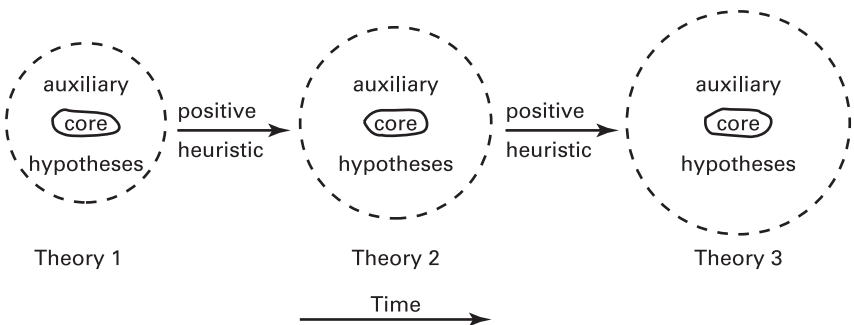 auxiliary
core
hypotheses
Theory 1
positive
heuristic
auxiliary
core
hypotheses
Theory 2
positive
heuristic
auxiliary
core
hypotheses
Theory 3
Time